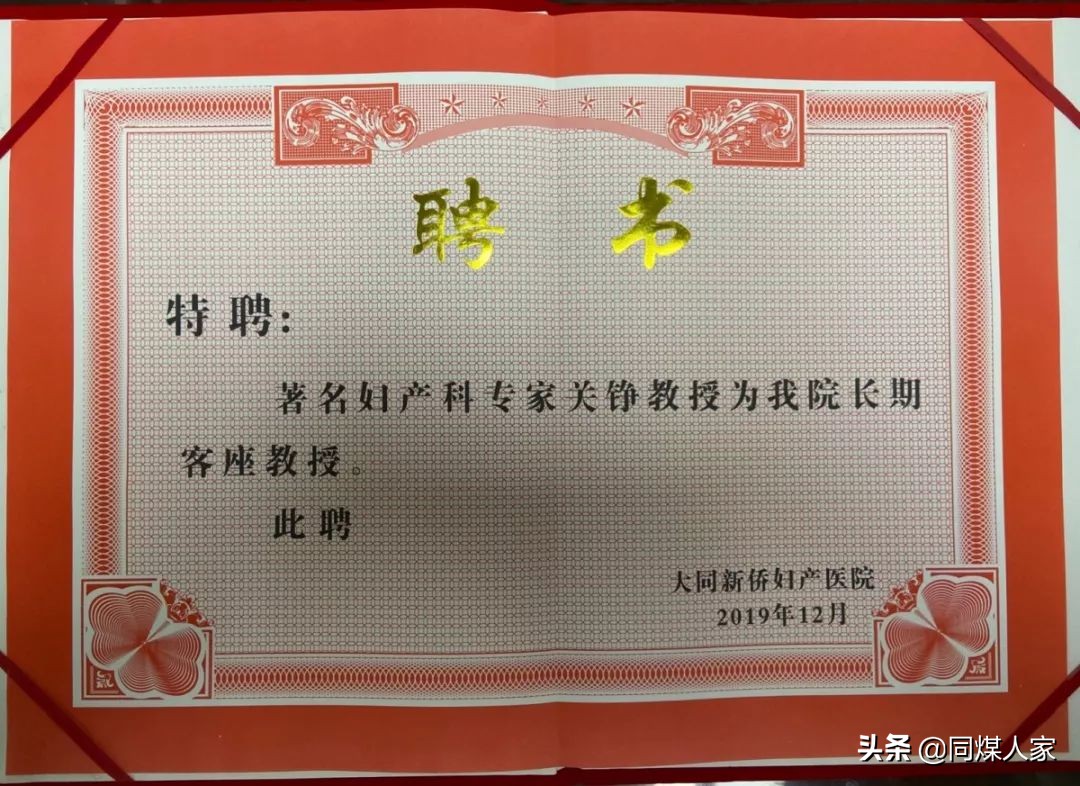 聘 书
特聘:
著名妇产科专家关铮教授为我院长期
客座教授。
此聘
大同新侨妇产医院
2019年12月
头条 @同煤人家